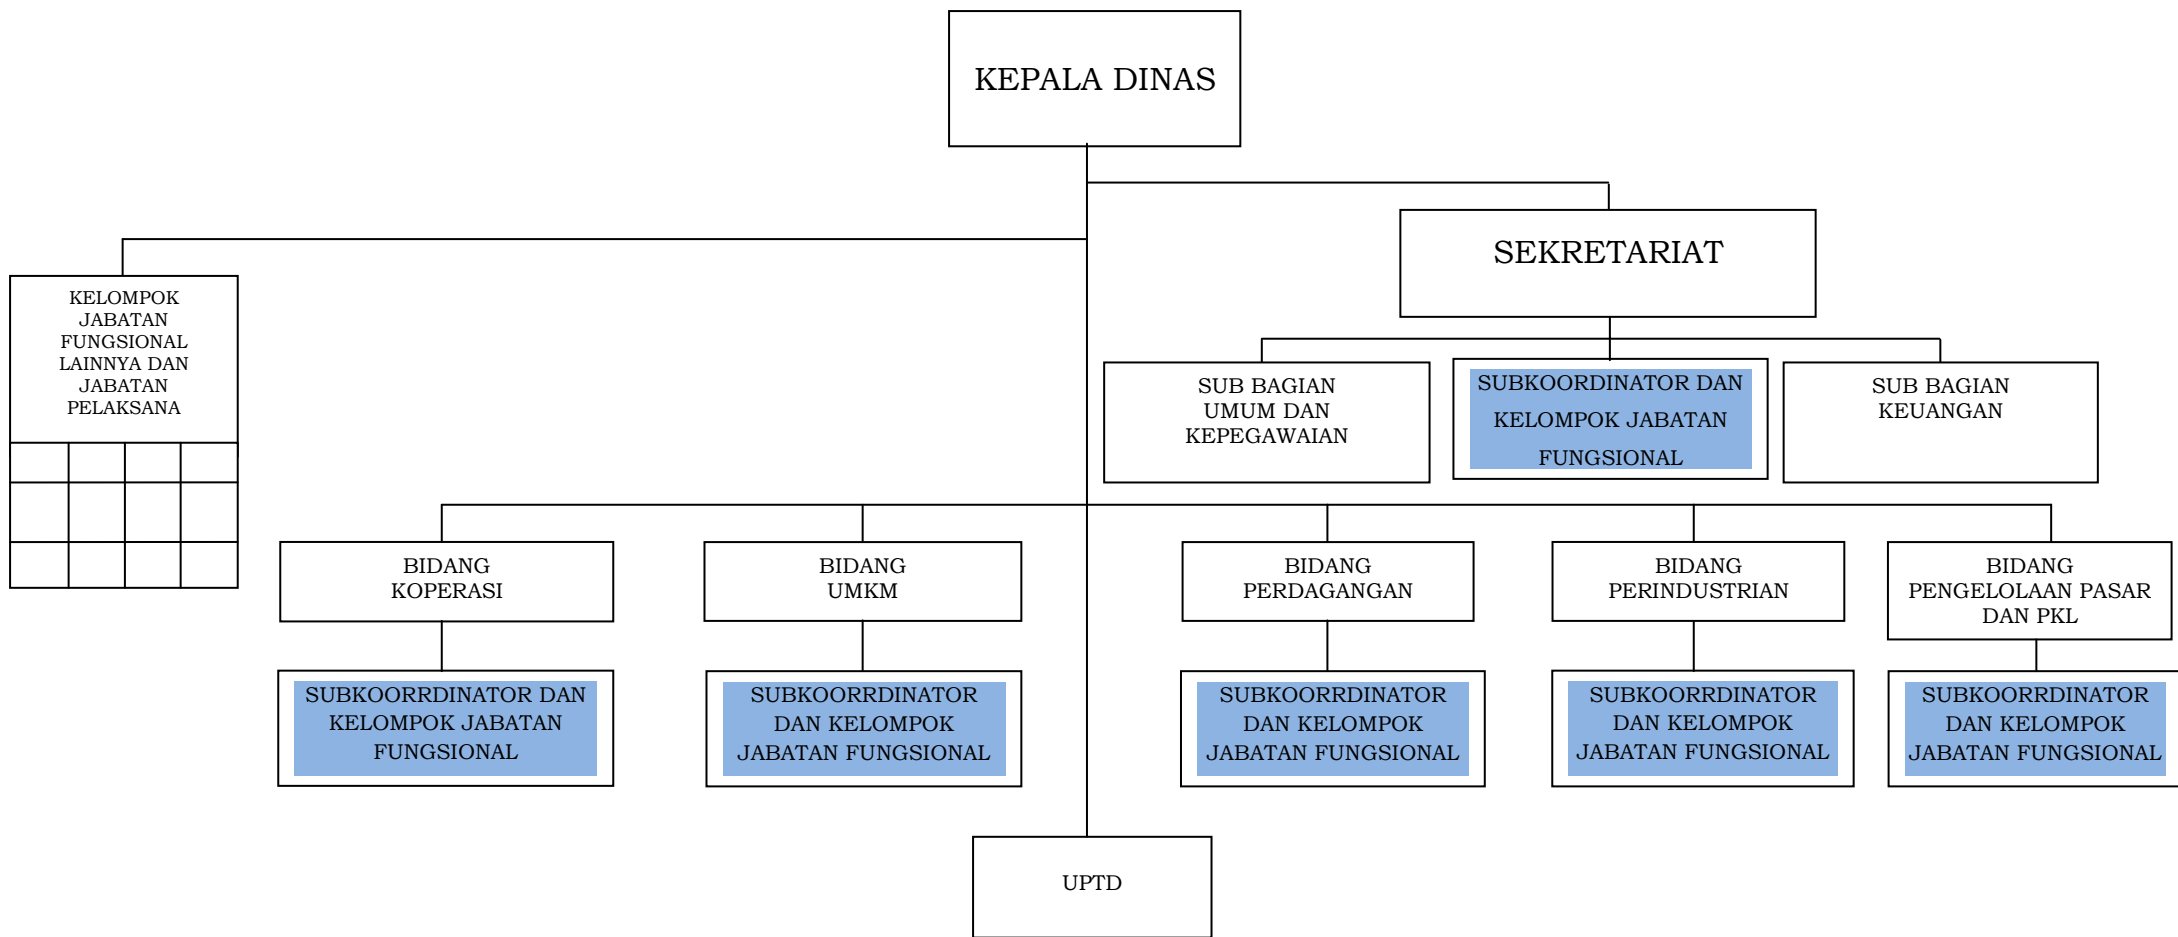 KEPALA DINAS
SEKRETARIAT
KELOMPOK
JABATAN
FUNGSIONAL
LAINNYA DAN
JABATAN
PELAKSANA
SUB BAGIAN
UMUM DAN
KEPEGAWAIAN
SUBKOORDINATOR DAN
KELOMPOK JABATAN
FUNGSIONAL
SUB BAGIAN
KEUANGAN
BIDANG
KOPERASI
BIDANG
UMKM
BIDANG
PERDAGANGAN
BIDANG
PERINDUSTRIAN
BIDANG
PENGELOLAAN PASAR
DAN PKL
SUBKOORRDINATOR DAN
KELOMPOK JABATAN
FUNGSIONAL
SUBKOORRDINATOR
DAN KELOMPOK
JABATAN FUNGSIONAL
SUBKOORRDINATOR
DAN KELOMPOK
JABATAN FUNGSIONAL
SUBKOORRDINATOR
DAN KELOMPOK
JABATAN FUNGSIONAL
SUBKOORRDINATOR
DAN KELOMPOK
JABATAN FUNGSIONAL
UPTD